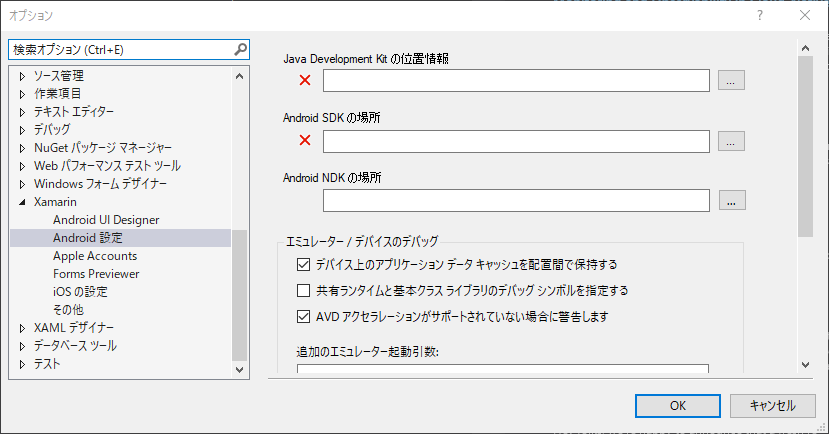 オプション
検索オプション (Ctrl+E)
ソース管理
作業項目
テキスト エディター
デバッグ
NuGet パッケージ マネージャー
Web パフォーマンス テスト ツール
Windows フォーム デザイナー
Xamarin
Android UI Designer
Android 設定
Apple Accounts
Forms Previewer
iOS の設定
その他
XAML デザイナー
データベース ツール
テスト
Java Development Kit の位置情報
...
Android SDK の場所
...
Android NDK の場所
...
エミュレーター / デバイスのデバッグ
デバイス上のアプリケーション データ キャッシュを配置間で保持する
共有ランタイムと基本クラス ライブラリのデバッグ シンボルを指定する
AVD アクセラレーションがサポートされていない場合に警告します
追加のエミュレーター起動引数:
OK
キャンセル